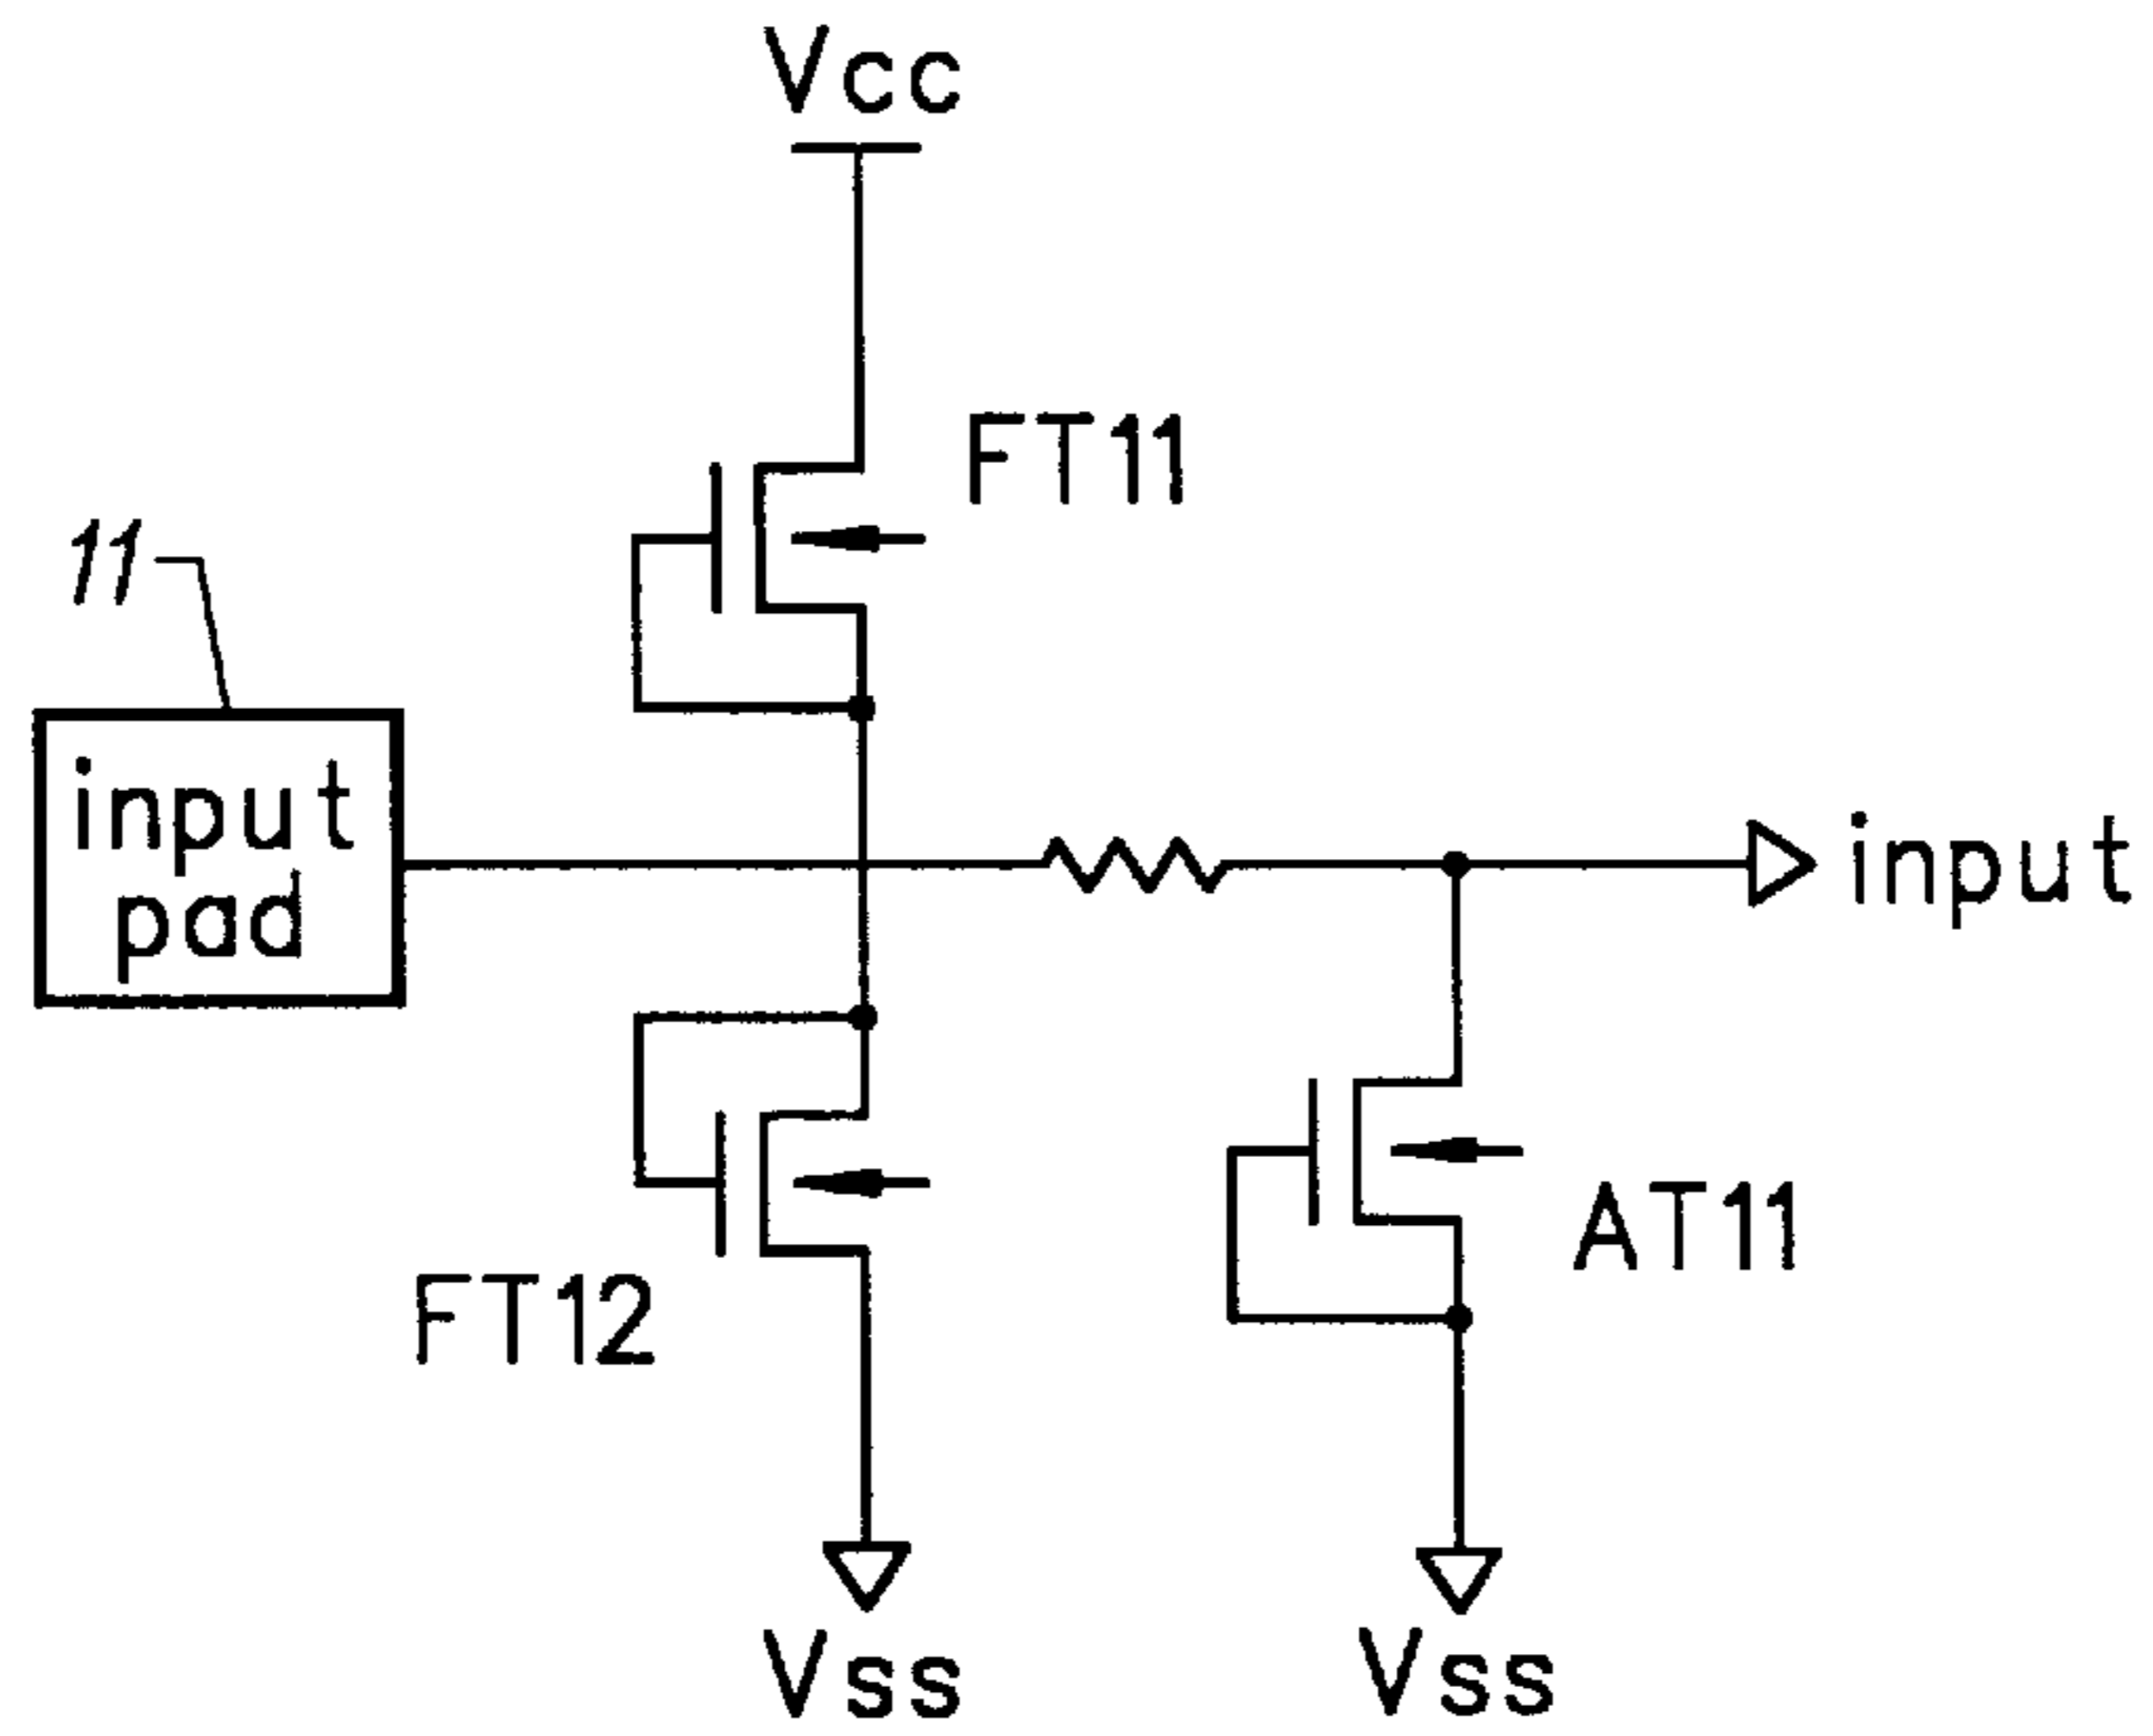 Vcc
FT11
11
input
pad
input
AT11
FT12
Vss
Vss